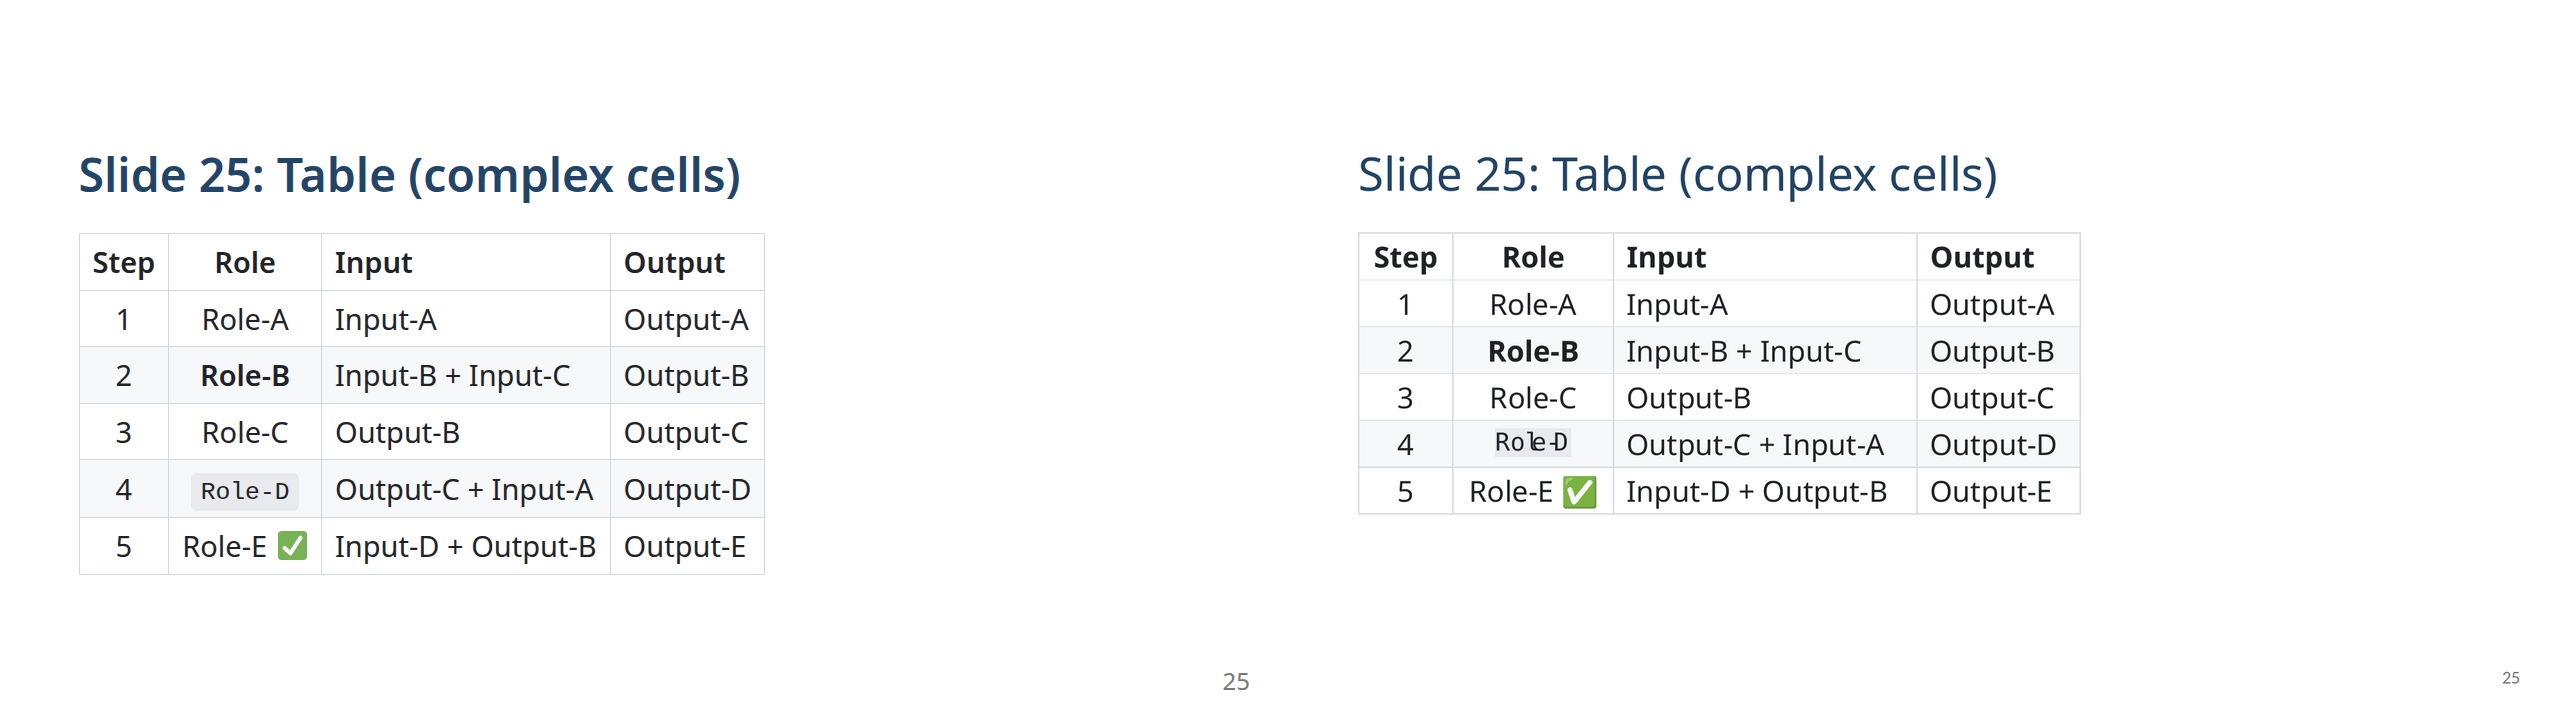 Slide 25: Table (complex cells)
Step Role Input Output
1 Role-A Input-A Output-A
2 Role-B Input-B + Input-C Output-B
3 Role-C Output-B Output-C
4 Role-D Output-C + Input-A Output-D
5 Role-E ✅ Input-D + Output-B Output-E
25
Slide 25: Table (complex cells)
Step Role Input Output
1 Role-A Input-A Output-A
2 Role-B Input-B + Input-C Output-B
3 Role-C Output-B Output-C
4 Role-D Output-C + Input-A Output-D
5 Role-E ✅ Input-D + Output-B Output-E
25